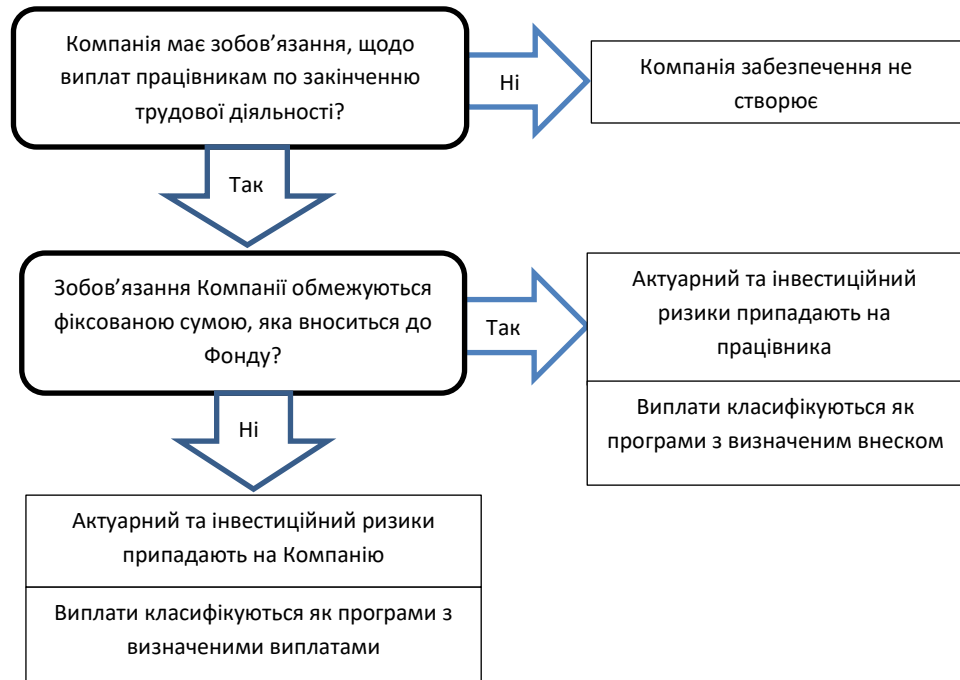 Компанія має зобов’язання, щодо
виплат працівникам по закінченню
трудової діяльності?
Ні
Компанія забезпечення не
створює
Так
Зобов’язання Компанії обмежуються
фіксованою сумою, яка вноситься до
Фонду?
Так
Актуарний та інвестиційний
ризики припадають на
працівника
Виплати класифікуються як
програми з визначеним внеском
Ні
Актуарний та інвестиційний ризики
припадають на Компанію
Виплати класифікуються як програми з
визначеними виплатами